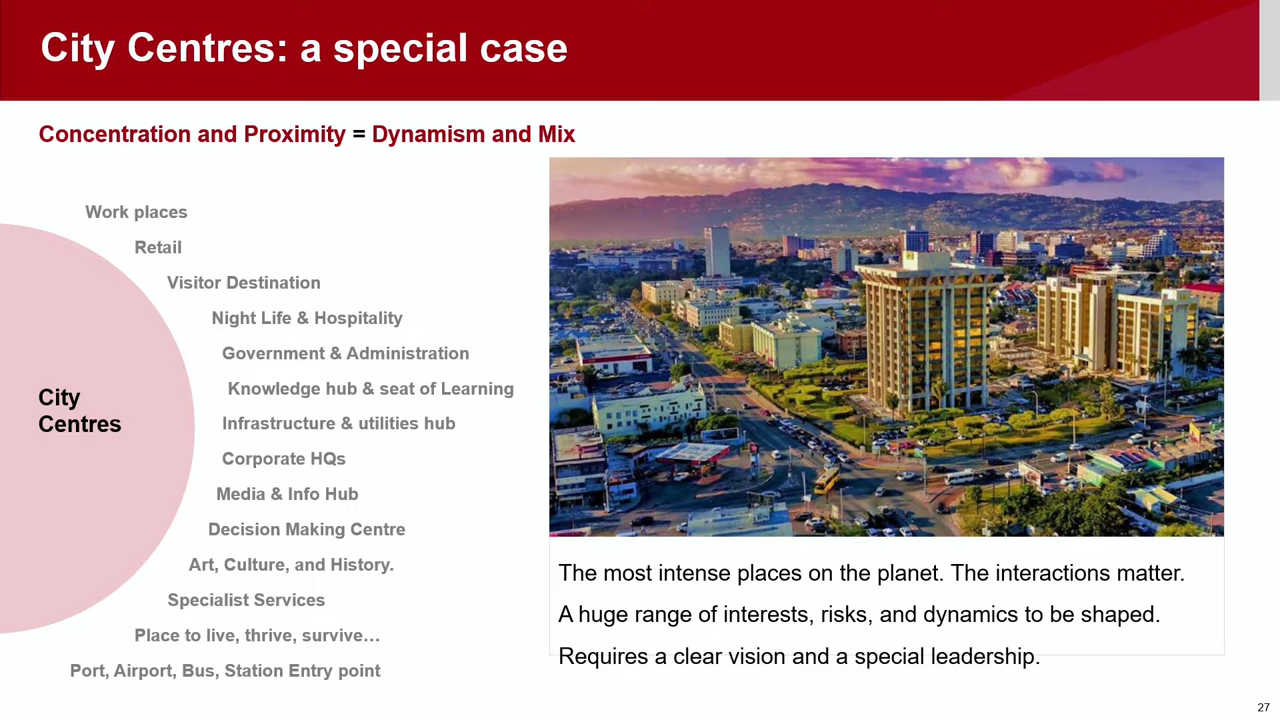 City Centres: a special case
Concentration and Proximity = Dynamism and Mix
Work places
Retail
Visitor Destination
Night Life & Hospitality
Government & Administration
Knowledge hub & seat of Learning
Infrastructure & utilities hub
Corporate HQs
Media & Info Hub
Decision Making Centre
Art, Culture, and History.
Specialist Services
Place to live, thrive, survive…
Port, Airport, Bus, Station Entry point
City
Centres
The most intense places on the planet. The interactions matter.
A huge range of interests, risks, and dynamics to be shaped.
Requires a clear vision and a special leadership.
27